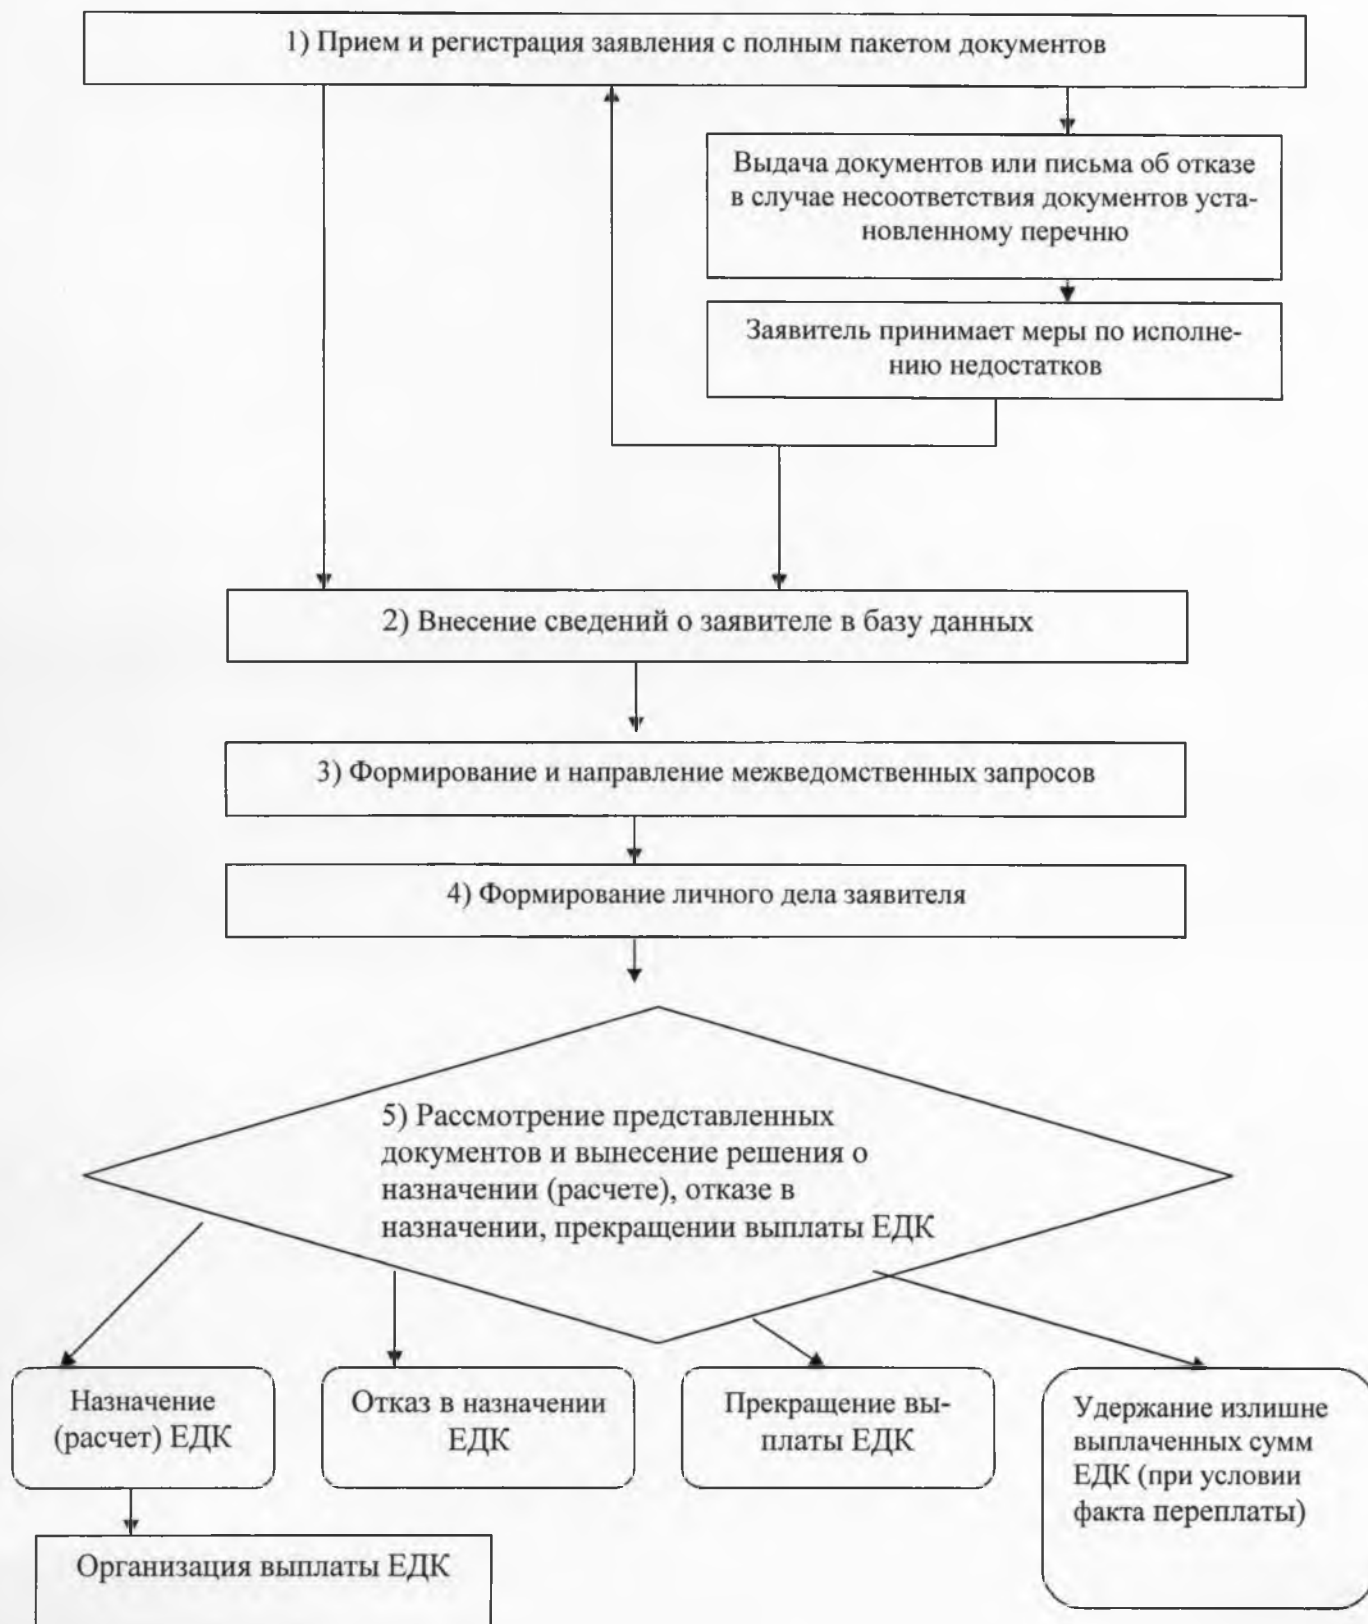 1) Прием и регистрация заявления с полным пакетом документов
Выдача документов или письма об отказе
в случае несоответствия документов уста-
новленному перечню
Заявитель принимает меры по исполне-
нию недостатков
2) Внесение сведений о заявителе в базу данных
3) Формирование и направление межведомственных запросов
4) Формирование личного дела заявителя
5) Рассмотрение представленных
документов и вынесение решения о
назначении (расчете), отказе в
назначении, прекращении выплаты ЕДК
Назначение
(расчет) ЕДК
Отказ в назначении
ЕДК
Прекращение вы-
платы ЕДК
Удержание излишне
выплаченных сумм
ЕДК (при условии
факта переплаты)
Организация выплаты ЕДК